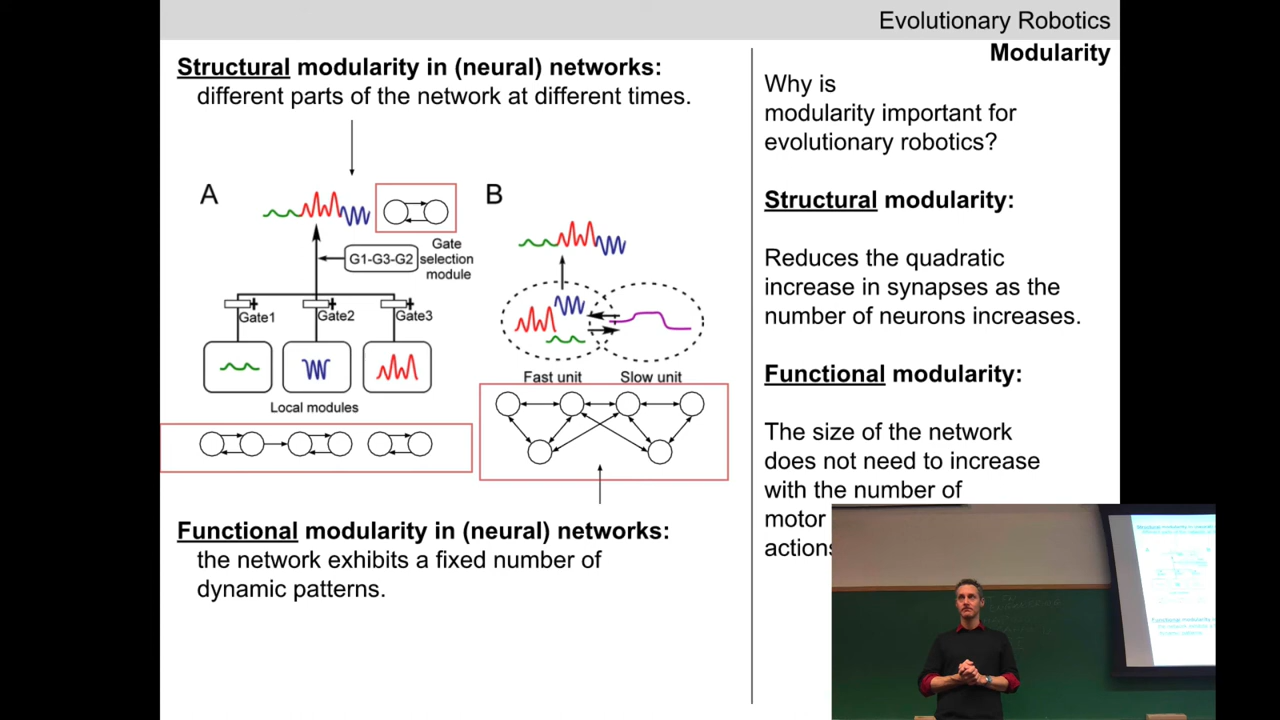 Evolutionary Robotics
Modularity
Structural modularity in (neural) networks:
different parts of the network at different times.
A
B
G1-G3-G2
Gate
selection
module
Gate1
Gate2
Gate3
Local modules
Fast unit
Slow unit
Functional modularity in (neural) networks:
the network exhibits a fixed number of
dynamic patterns.
Why is
modularity important for
evolutionary robotics?
Structural modularity:
Reduces the quadratic
increase in synapses as the
number of neurons increases.
Functional modularity:
The size of the network
does not need to increase
with the number of
motor
actions